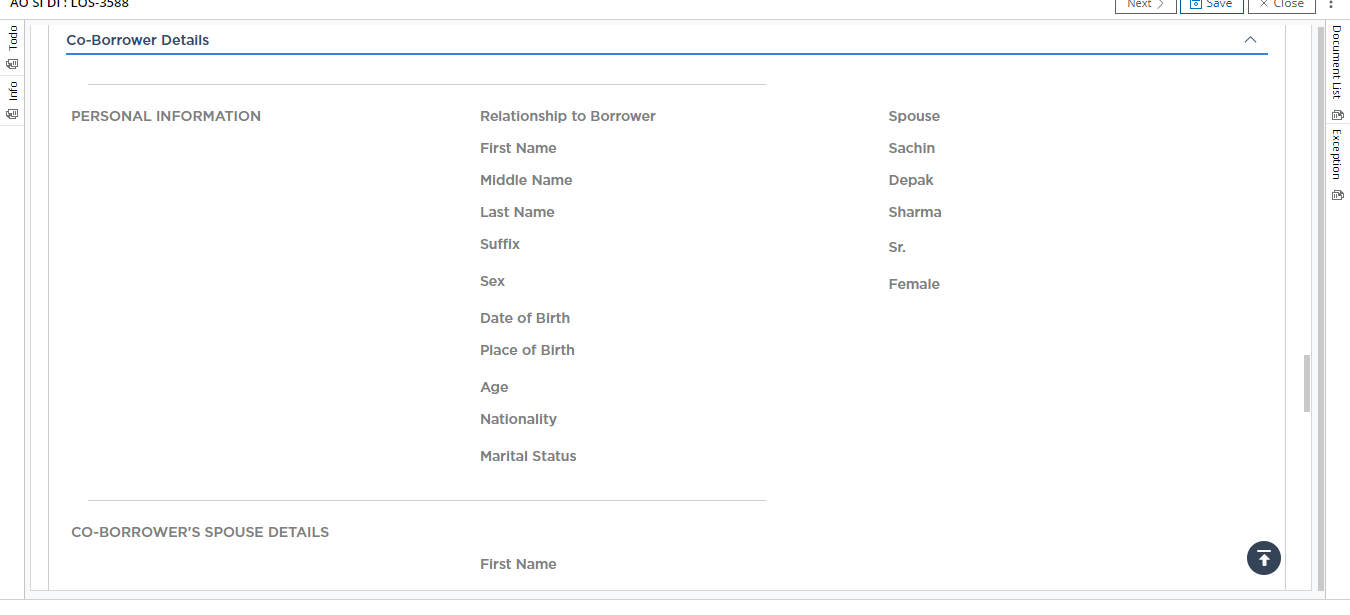 AO SI DI : LOS-3588
Next Save Close
Todo
Info
Document List
Exception
Co-Borrower Details
PERSONAL INFORMATION
Relationship to Borrower Spouse
First Name Sachin
Middle Name Depak
Last Name Sharma
Suffix Sr.
Sex Female
Date of Birth
Place of Birth
Age
Nationality
Marital Status
CO-BORROWER'S SPOUSE DETAILS
First Name